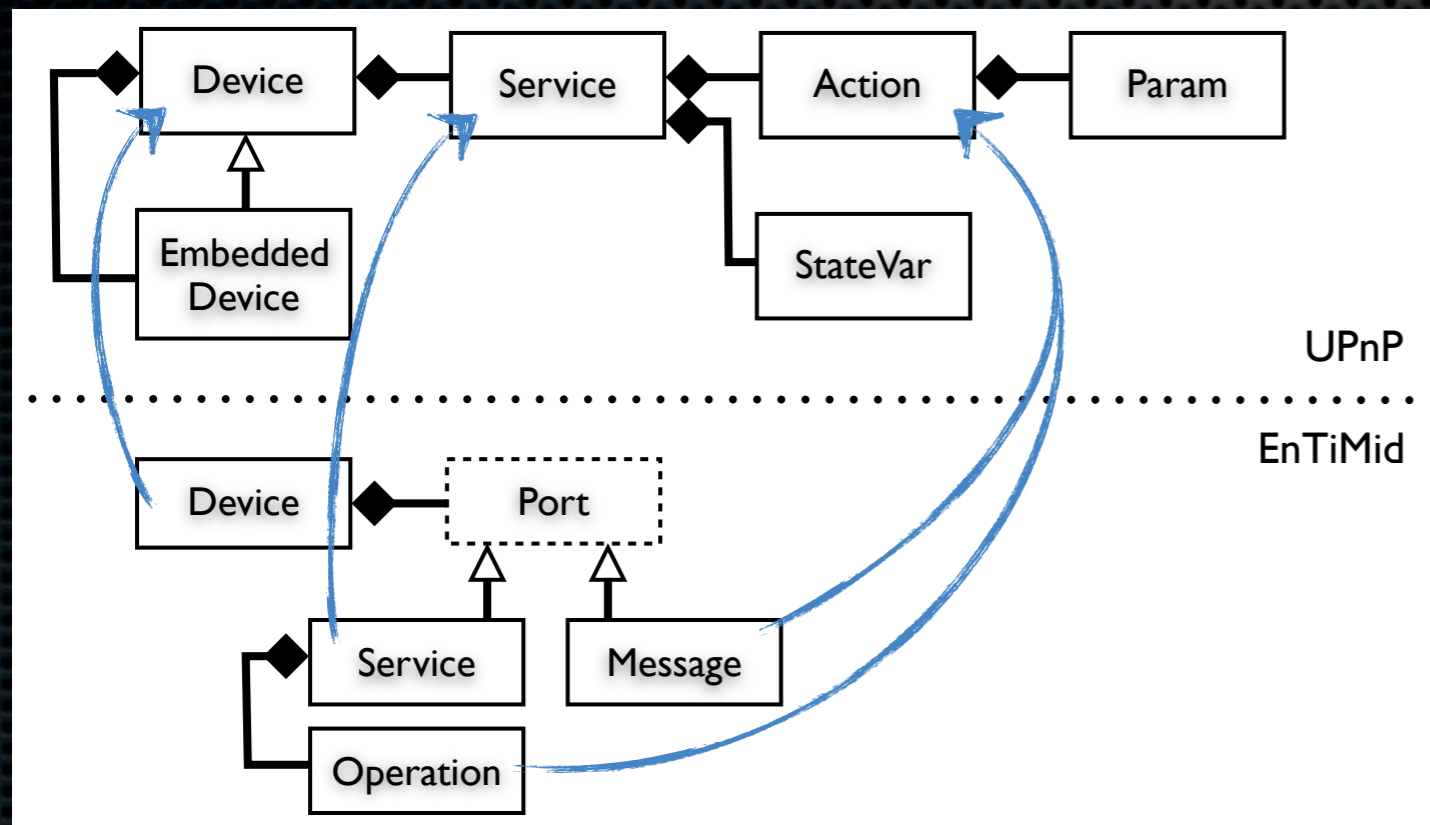 Device
Service
Action
Param
Embedded
Device
StateVar
UPnP
EnTiMid
Device
Port
Service
Message
Operation